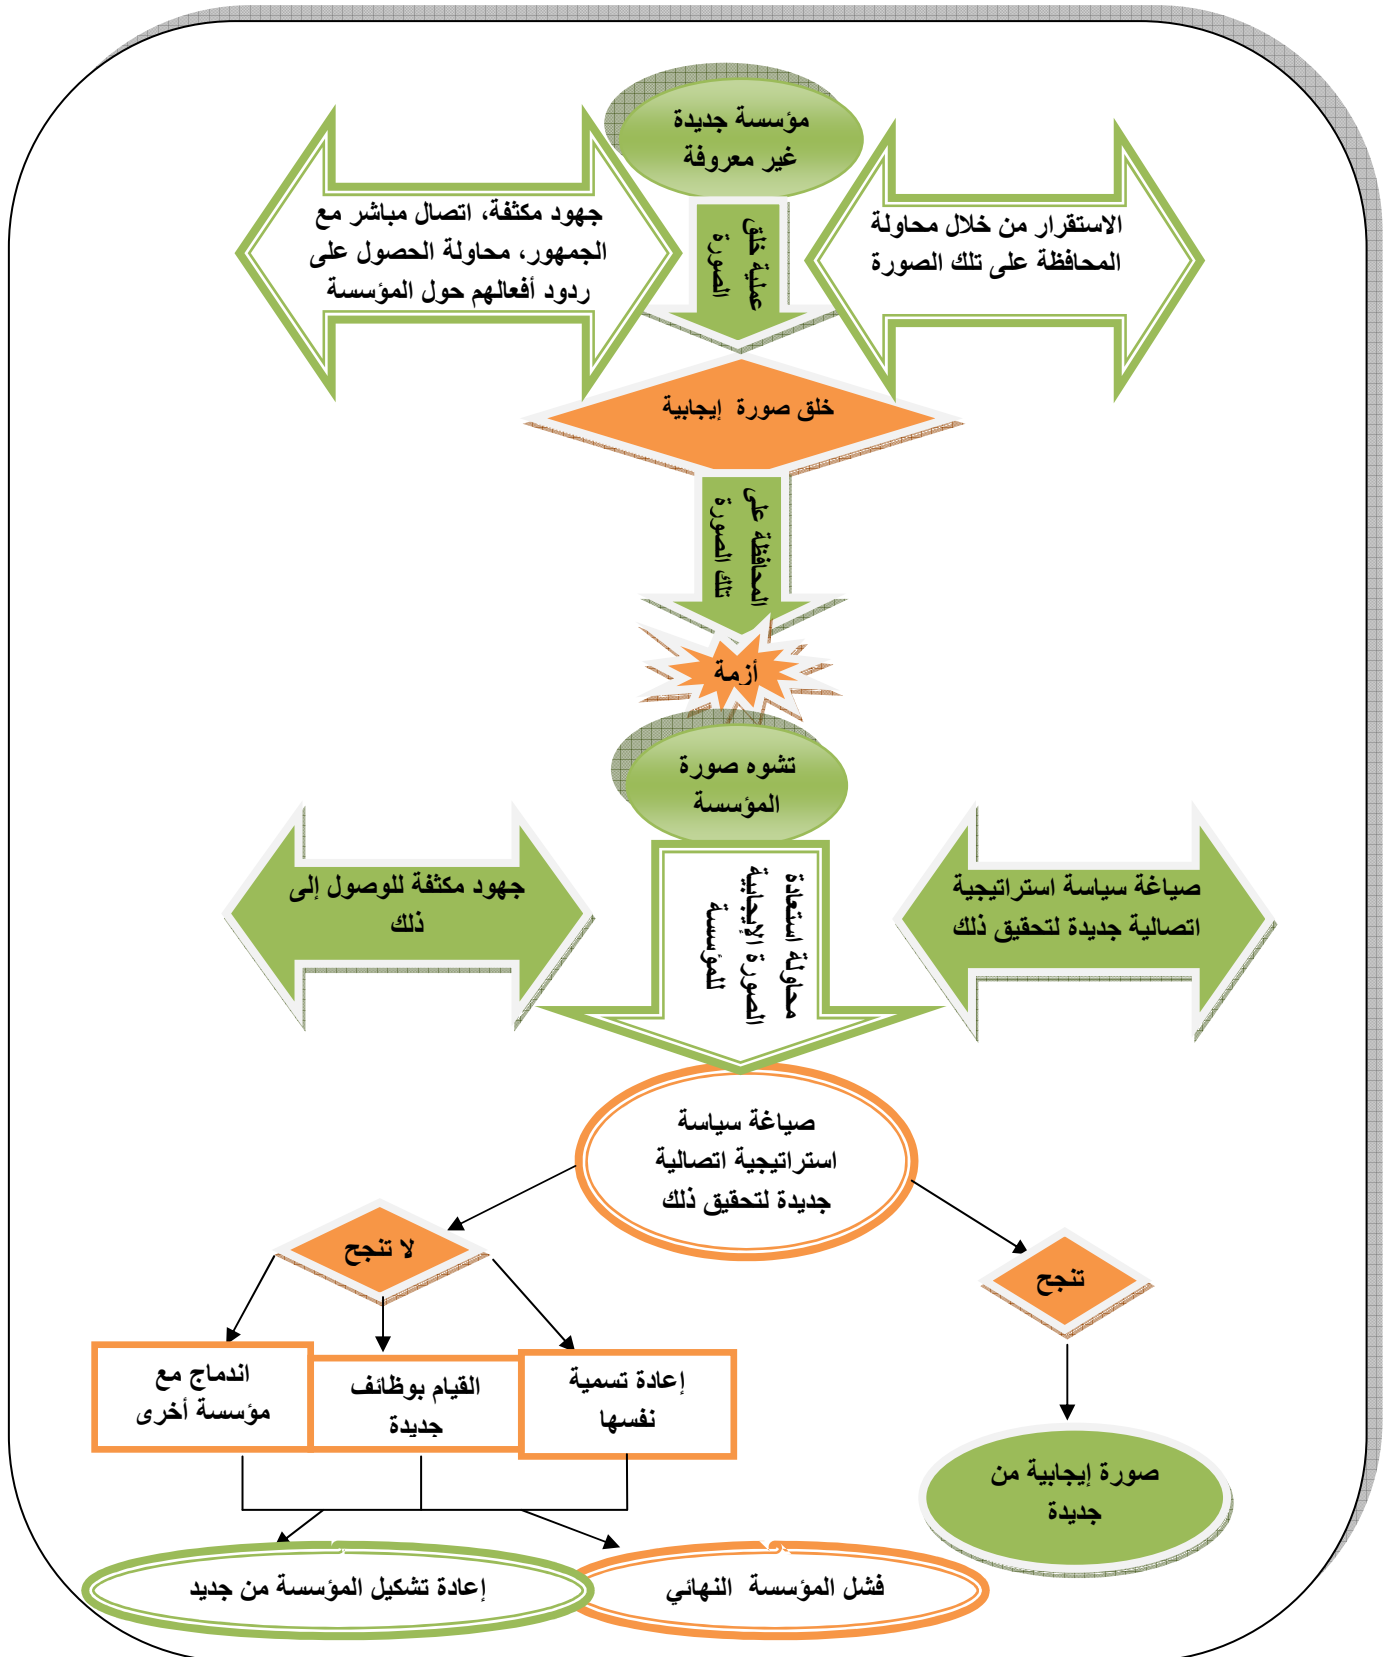 مؤسسة جديدة
غير معروفة
الاستقرار من خلال محاولة
المحافظة على تلك الصورة
عملية خلق
الصورة
جهود مكثفة، اتصال مباشر مع
الجمهور، محاولة الحصول على
ردود أفعالهم حول المؤسسة
خلق صورة إيجابية
المحافظة على
تلك الصورة
أزمة
تشوه صورة
المؤسسة
صياغة سياسة استراتيجية
اتصالية جديدة لتحقيق ذلك
محاولة استعادة
الصورة الإيجابية
للمؤسسة
جهود مكثفة للوصول إلى
ذلك
صياغة سياسة
استراتيجية اتصالية
جديدة لتحقيق ذلك
تنجح
لا تنجح
إعادة تسمية
نفسها
القيام بوظائف
جديدة
اندماج مع
مؤسسة أخرى
صورة إيجابية من
جديدة
فشل المؤسسة النهائي
إعادة تشكيل المؤسسة من جديد